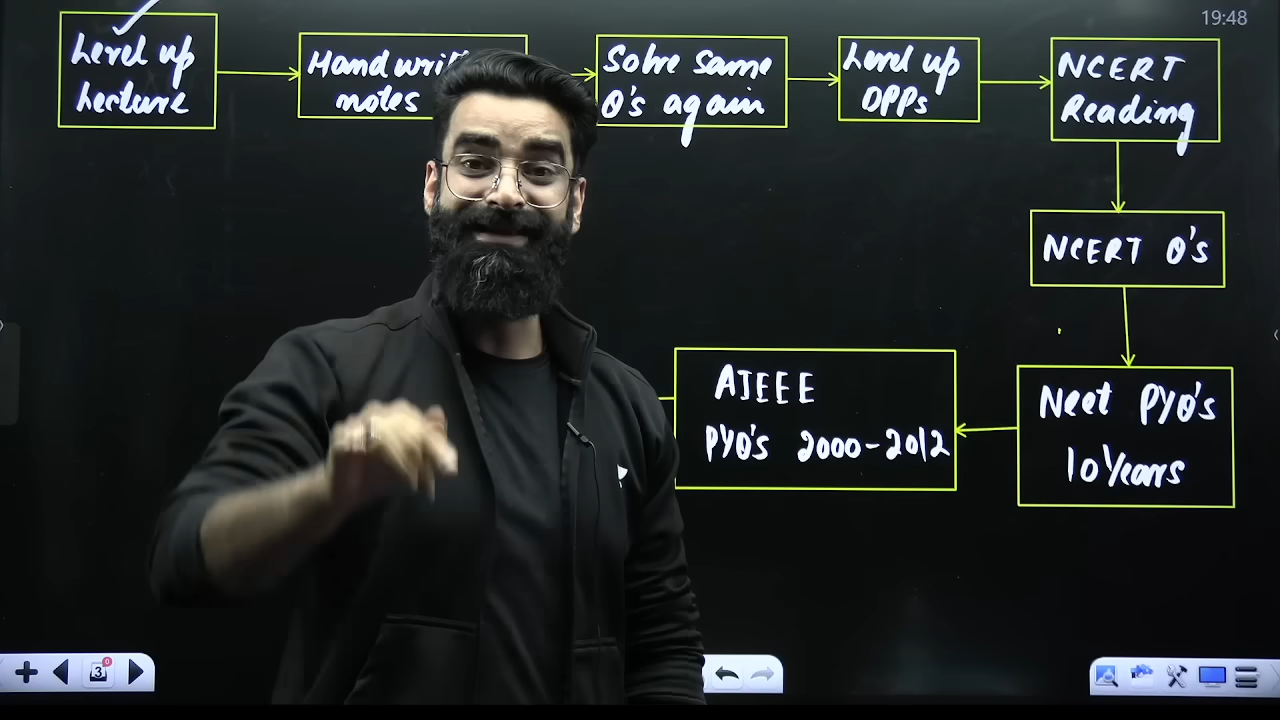 19:48
Level up
Lecture
Hand
notes
Solve same
Q's again
Level up
DPPs
NCERT
Reading
NCERT Q's
Neet PYQ's
10 Years
AIEEE
PYQ's 2000-2012
3
0